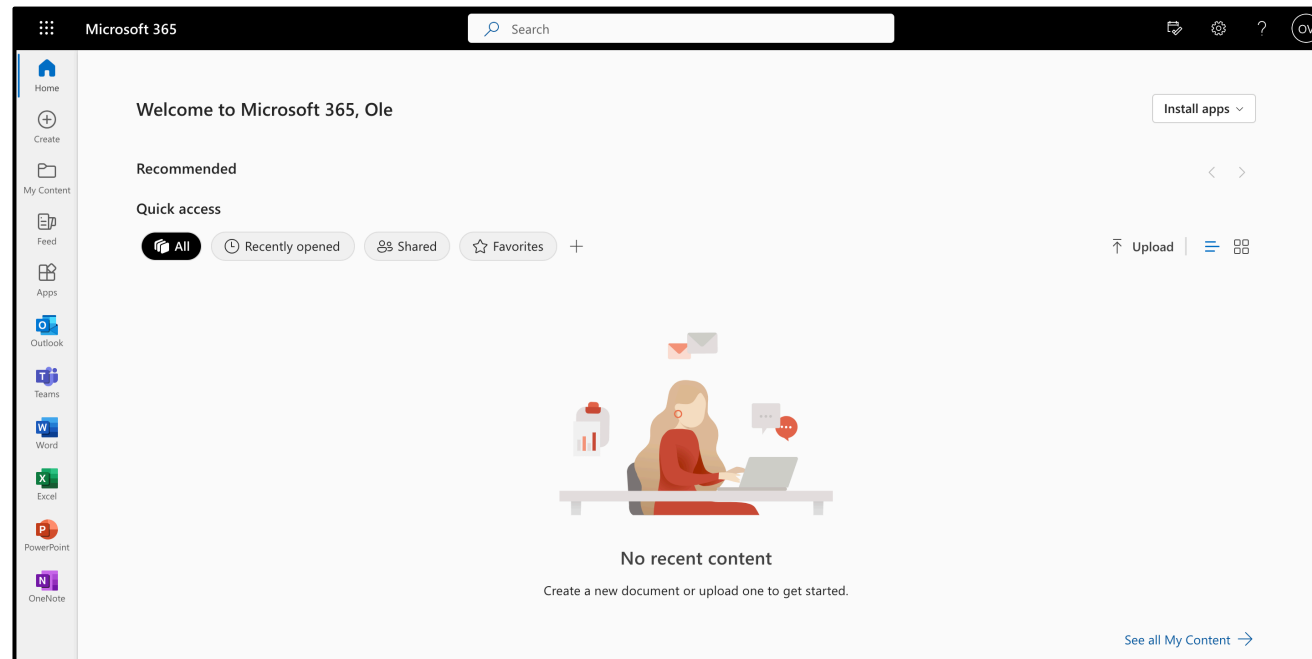 Microsoft 365
Search
OV
Home
Create
My Content
Feed
Apps
Outlook
Teams
Word
Excel
PowerPoint
OneNote
Welcome to Microsoft 365, Ole
Install apps
Recommended
Quick access
All Recently opened Shared Favorites
Upload
No recent content
Create a new document or upload one to get started.
See all My Content